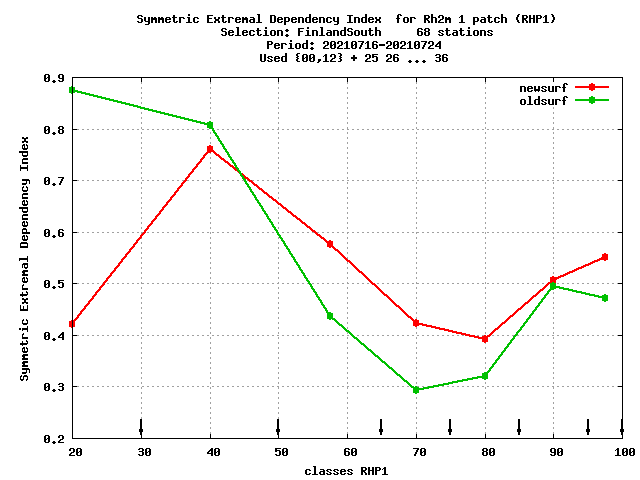 Symmetric Extremal Dependency Index  for Rh2m 1 patch (RHP1)
Selection: FinlandSouth     68 stations
Period: 20210716-20210724
Used {00,12} + 25 26 ... 36
newsurf
oldsurf
Symmetric Extremal Dependency Index
0.9
0.8
0.7
0.6
0.5
0.4
0.3
0.2
20 30 40 50 60 70 80 90 100
classes RHP1